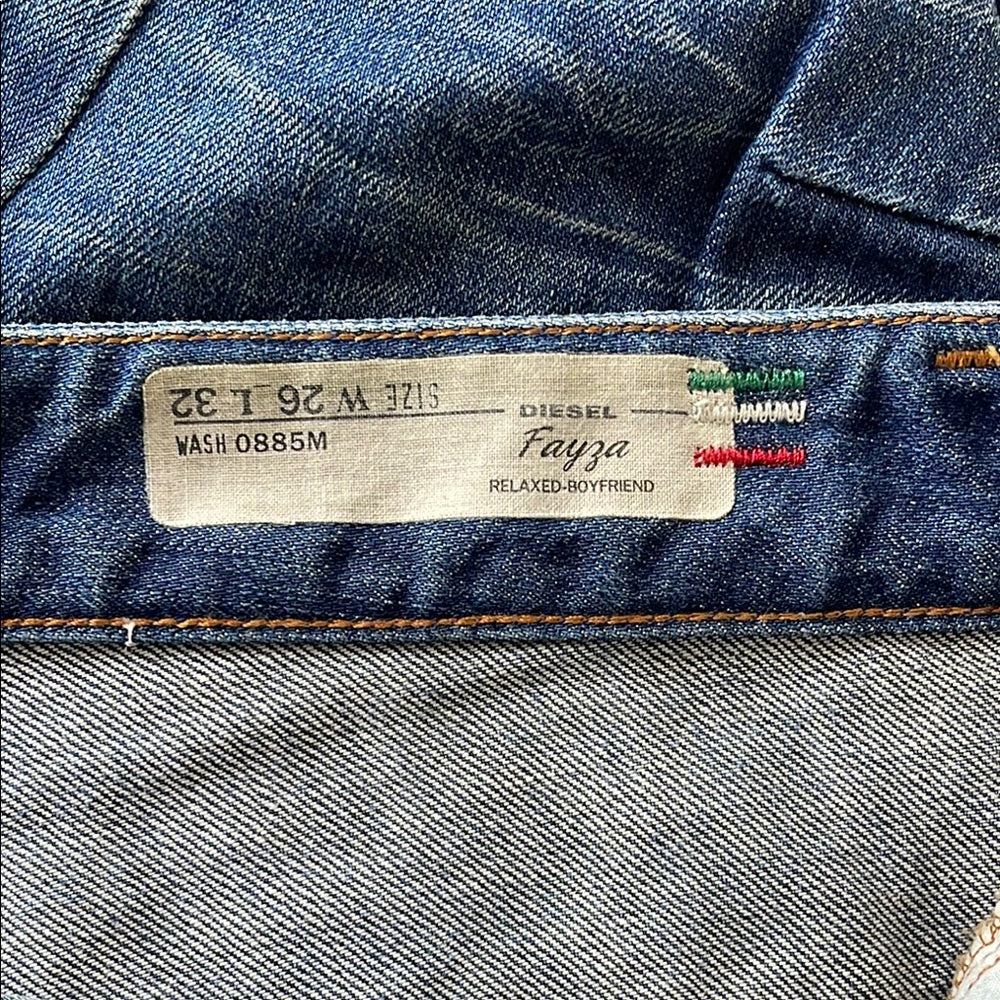 SIZE W 26 L 32
DIESEL
WASH 0885M
Fayza
RELAXED-BOYFRIEND